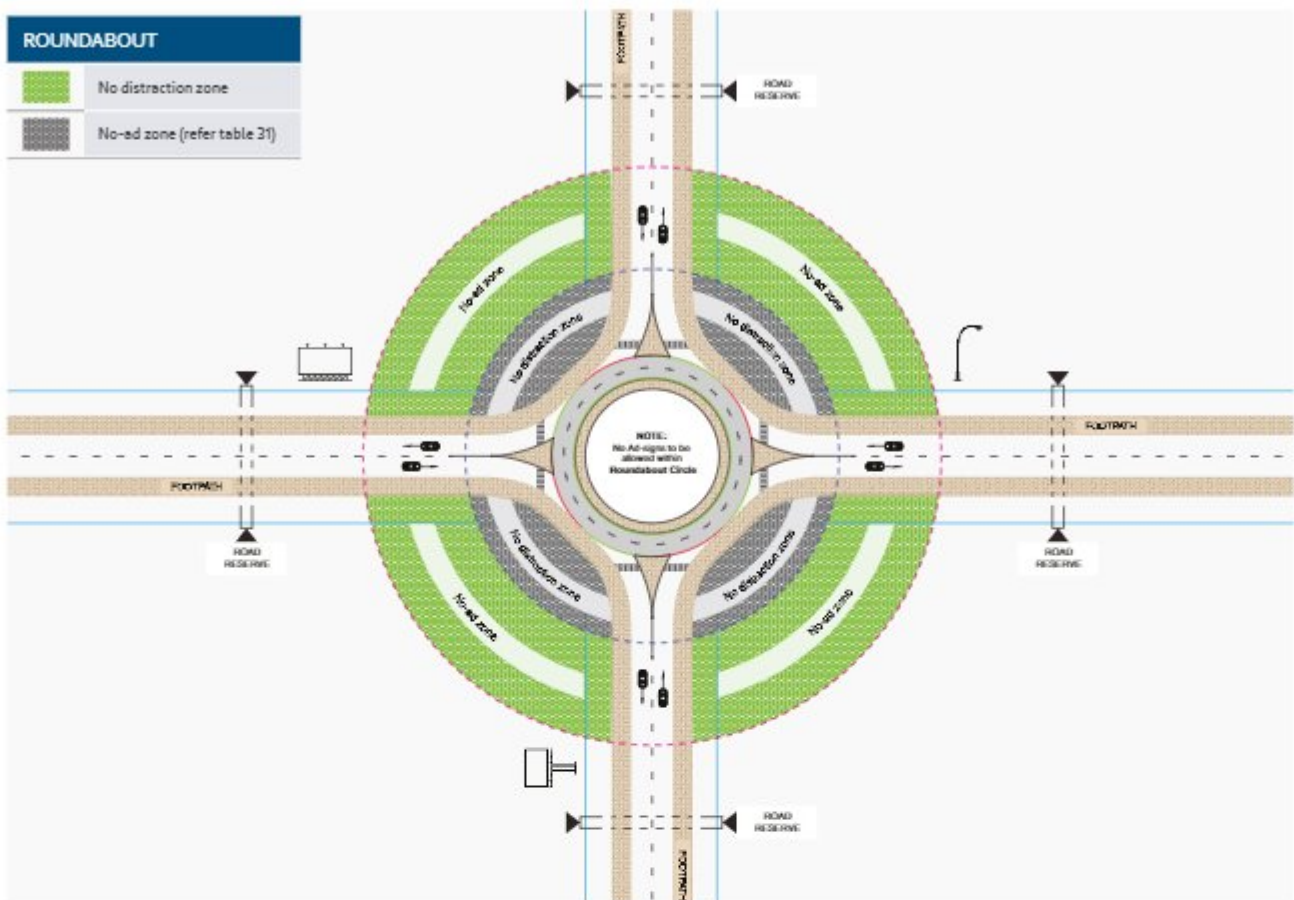 ROUNDABOUT
No distraction zone
No-ad zone (refer table 31)
FOOTPATH
ROAD
RESERVE
No-ad zone
No-ad zone
No distraction zone
No distraction zone
NOTE:
No Ad-signs to be
allowed within
Roundabout Circle
FOOTPATH
FOOTPATH
ROAD
RESERVE
ROAD
RESERVE
No distraction zone
No distraction zone
No-ad zone
No-ad zone
ROAD
RESERVE
FOOTPATH